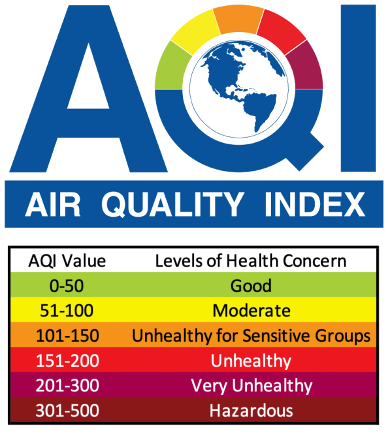 AQI
AIR QUALITY INDEX
AQI Value Levels of Health Concern
0-50 Good
51-100 Moderate
101-150 Unhealthy for Sensitive Groups
151-200 Unhealthy
201-300 Very Unhealthy
301-500 Hazardous